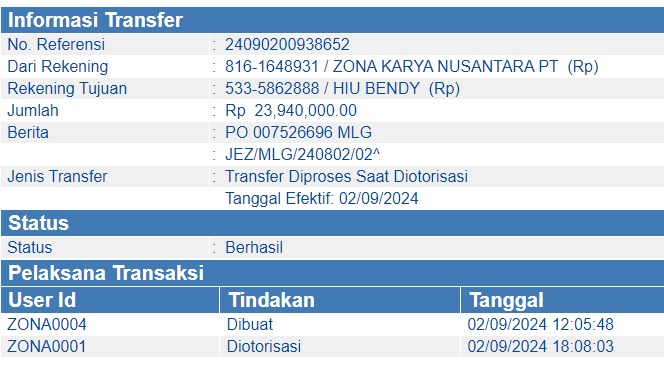 Informasi Transfer
No. Referensi : 24090200938652
Dari Rekening : 816-1648931 / ZONA KARYA NUSANTARA PT (Rp)
Rekening Tujuan : 533-5862888 / HIU BENDY (Rp)
Jumlah : Rp 23,940,000.00
Berita : PO 007526696 MLG
: JEZ/MLG/240802/02^
Jenis Transfer : Transfer Diproses Saat Diotorisasi
Tanggal Efektif: 02/09/2024
Status
Status : Berhasil
Pelaksana Transaksi
User Id Tindakan Tanggal
ZONA0004 Dibuat 02/09/2024 12:05:48
ZONA0001 Diotorisasi 02/09/2024 18:08:03